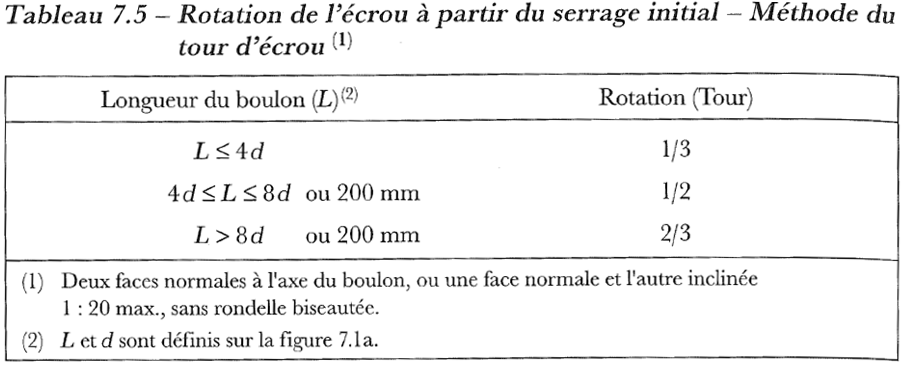 Tableau 7.5 – Rotation de l'écrou à partir du serrage initial – Méthode du
tour d'écrou (1)
Longueur du boulon (L)(2) Rotation (Tour)
L ≤ 4d 1/3
4d ≤ L ≤ 8d ou 200 mm 1/2
L > 8d ou 200 mm 2/3
(1) Deux faces normales à l'axe du boulon, ou une face normale et l'autre inclinée
1 : 20 max., sans rondelle biseautée.
(2) L et d sont définis sur la figure 7.1a.